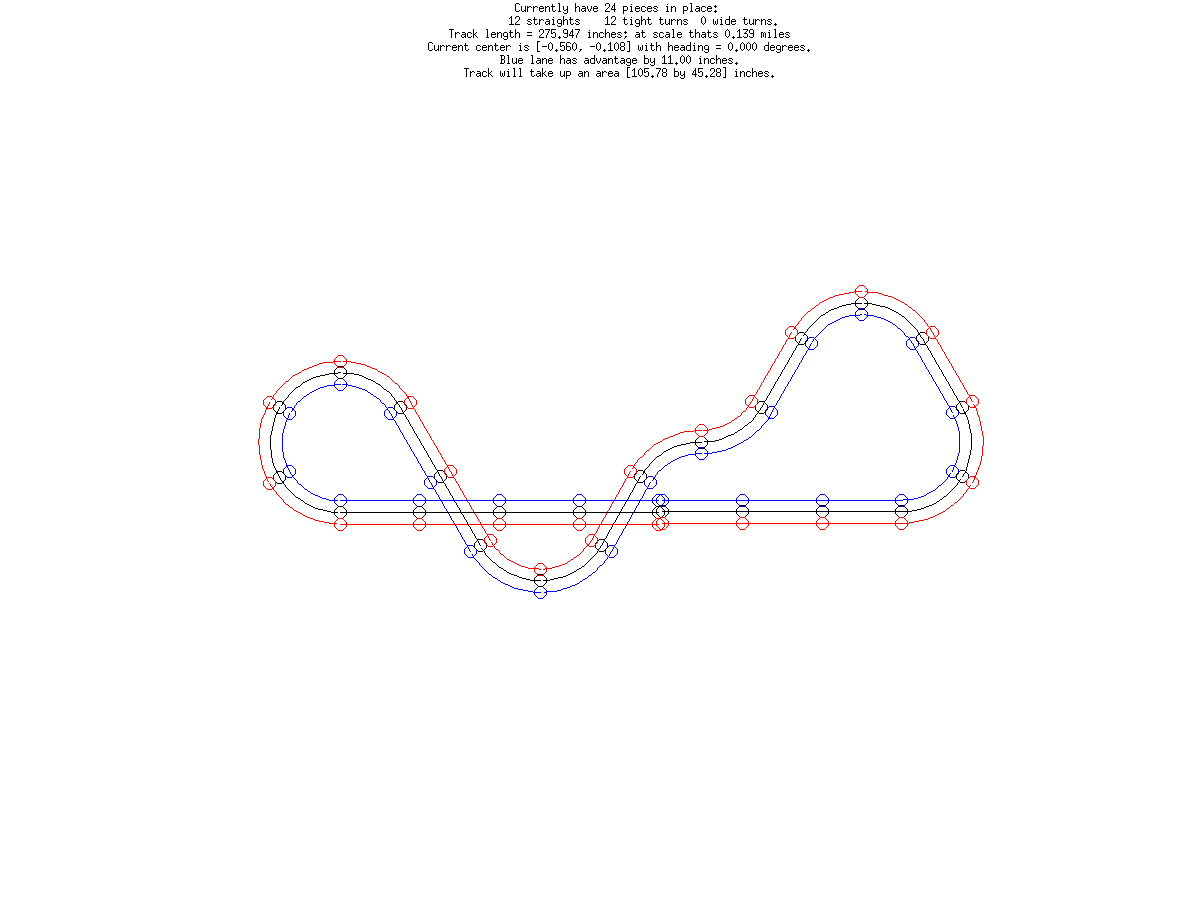 Currently have 24 pieces in place:
12 straights 12 tight turns 0 wide turns.
Track length = 275.947 inches; at scale thats 0.139 miles
Current center is [-0.560, -0.108] with heading = 0.000 degrees.
Blue lane has advantage by 11.00 inches.
Track will take up an area [105.78 by 45.28] inches.